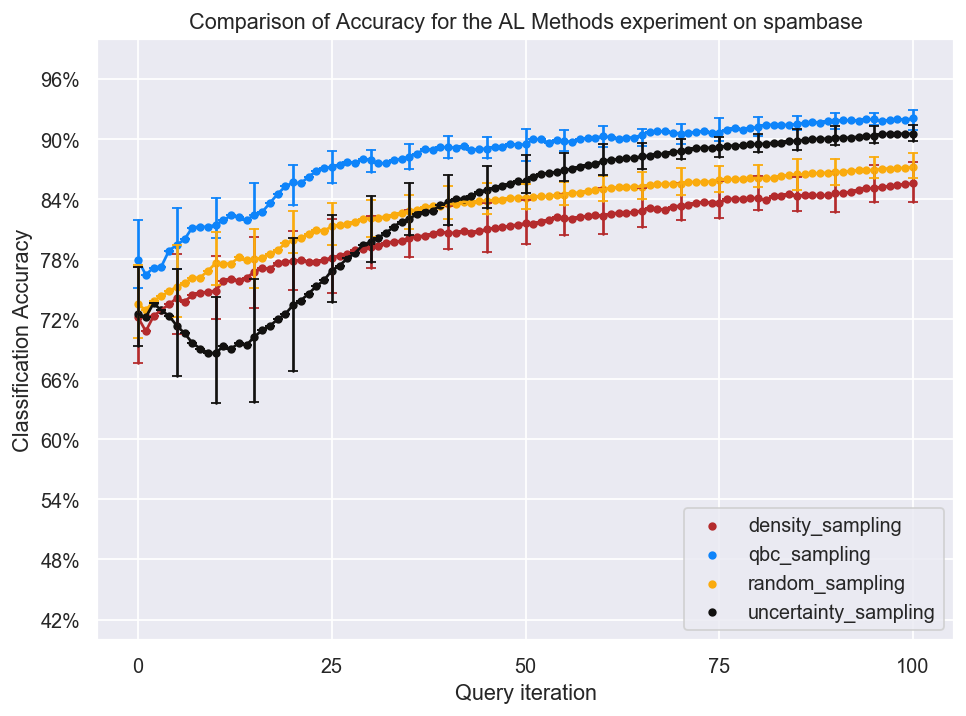 Comparison of Accuracy for the AL Methods experiment on spambase
Classification Accuracy
96%
90%
84%
78%
72%
66%
60%
54%
48%
42%
density_sampling
qbc_sampling
random_sampling
uncertainty_sampling
0 25 50 75 100
Query iteration